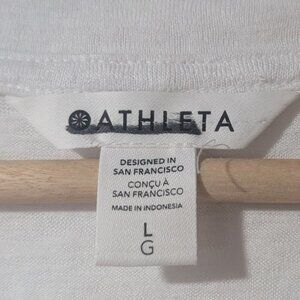 ATHLETA
DESIGNED IN
SAN FRANCISCO
CONÇU À
SAN FRANCISCO
MADE IN INDONESIA
L
G